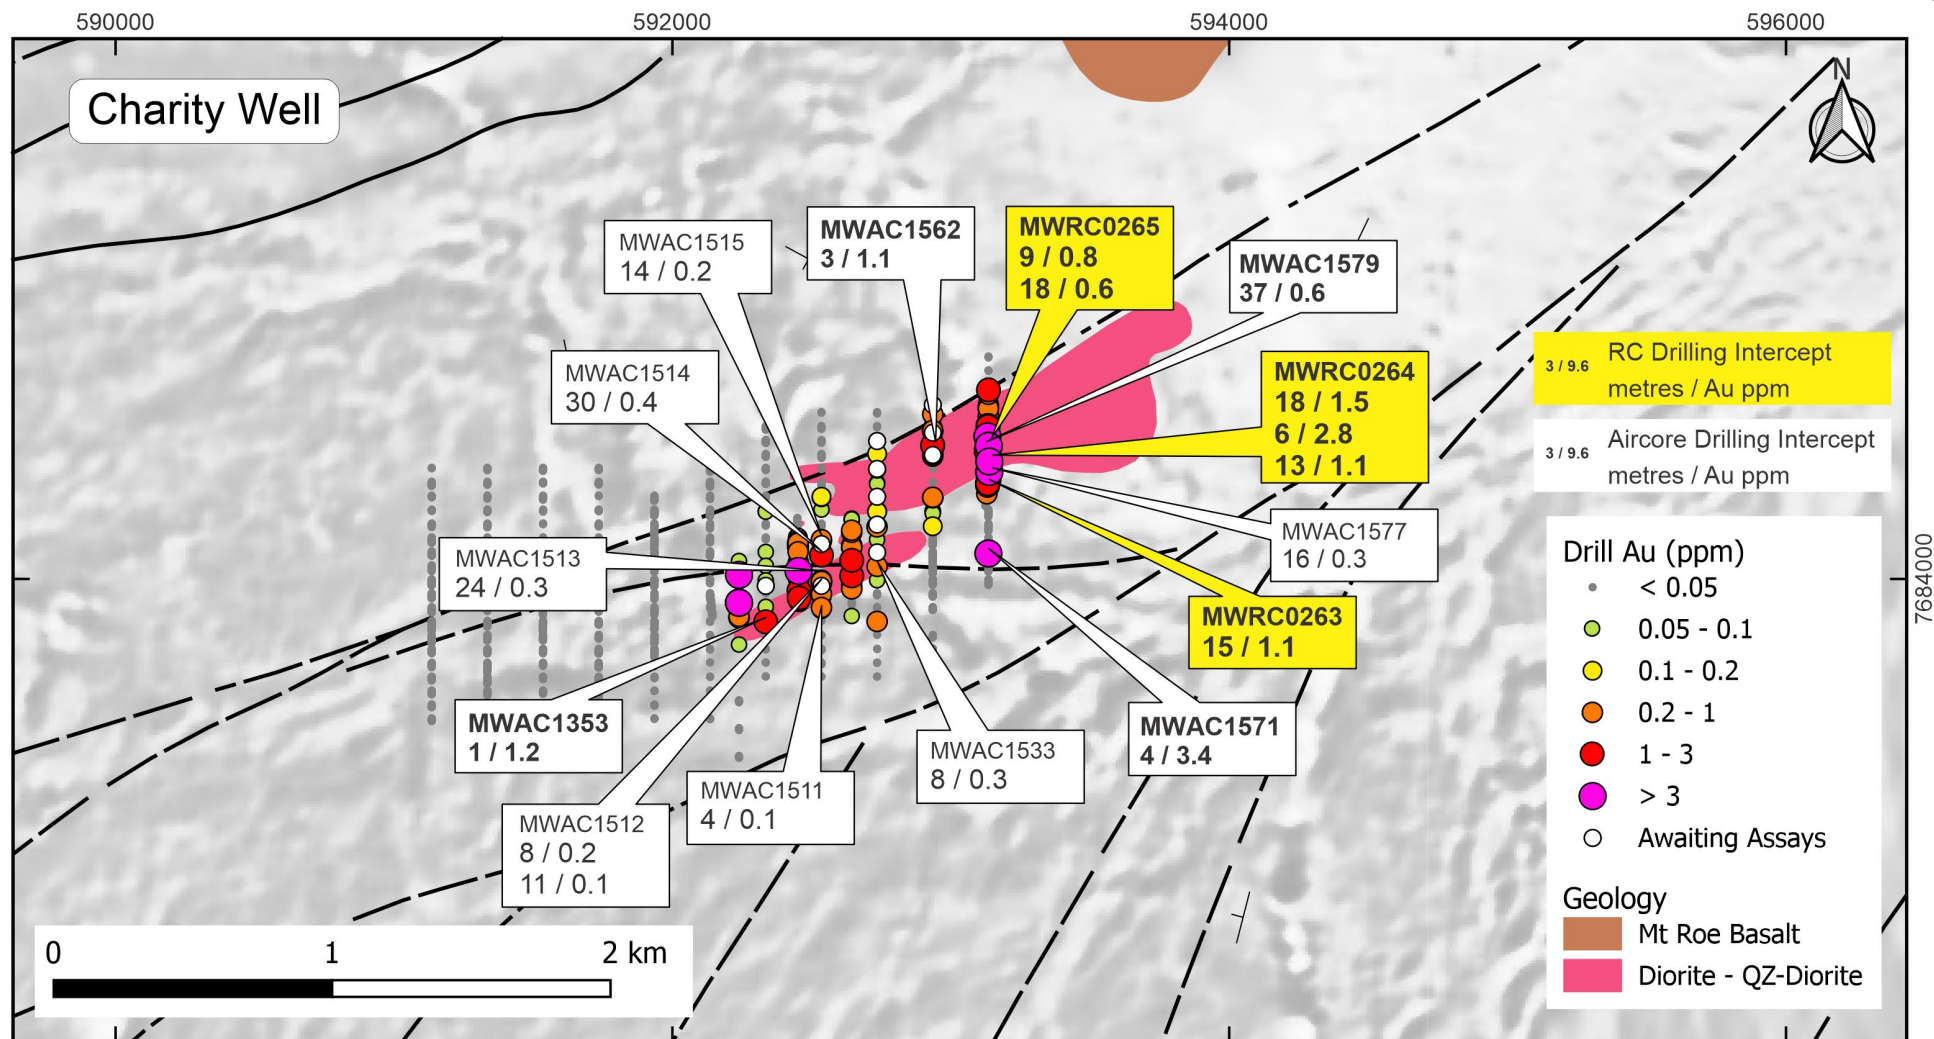 590000
592000
594000
596000
Charity Well
N
MWAC1515
14 / 0.2
MWAC1562
3 / 1.1
MWRC0265
9 / 0.8
18 / 0.6
MWAC1579
37 / 0.6
MWAC1514
30 / 0.4
MWRC0264
18 / 1.5
6 / 2.8
13 / 1.1
3 / 9.6
RC Drilling Intercept
metres / Au ppm
3 / 9.6
Aircore Drilling Intercept
metres / Au ppm
MWAC1513
24 / 0.3
MWAC1577
16 / 0.3
MWRC0263
15 / 1.1
7684000
MWAC1353
1 / 1.2
MWAC1571
4 / 3.4
MWAC1533
8 / 0.3
MWAC1511
4 / 0.1
MWAC1512
8 / 0.2
11 / 0.1
Drill Au (ppm)
< 0.05
0.05 - 0.1
0.1 - 0.2
0.2 - 1
1 - 3
> 3
Awaiting Assays
Geology
Mt Roe Basalt
Diorite - QZ-Diorite
0 1 2 km